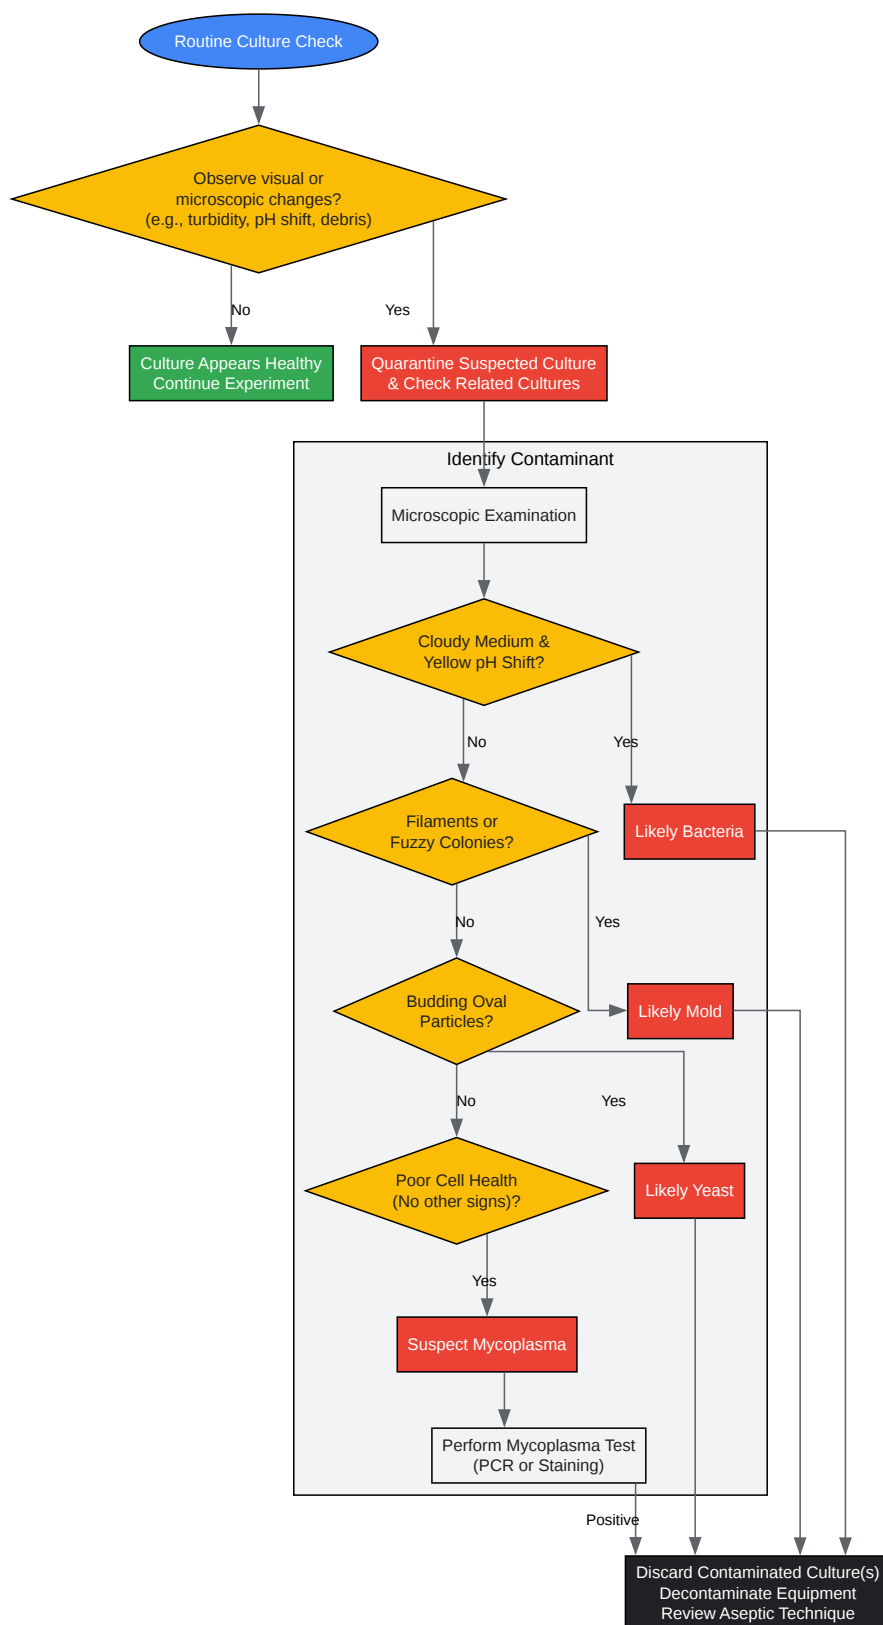 Routine Culture Check
Observe visual or
microscopic changes?
(e.g., turbidity, pH shift, debris)
No
Yes
Culture Appears Healthy
Continue Experiment
Quarantine Suspected Culture
& Check Related Cultures
Identify Contaminant
Microscopic Examination
Cloudy Medium &
Yellow pH Shift?
No
Yes
Filaments or
Fuzzy Colonies?
Likely Bacteria
No
Yes
Budding Oval
Particles?
Likely Mold
No
Yes
Poor Cell Health
(No other signs)?
Likely Yeast
Yes
Suspect Mycoplasma
Perform Mycoplasma Test
(PCR or Staining)
Positive
Discard Contaminated Culture(s)
Decontaminate Equipment
Review Aseptic Technique